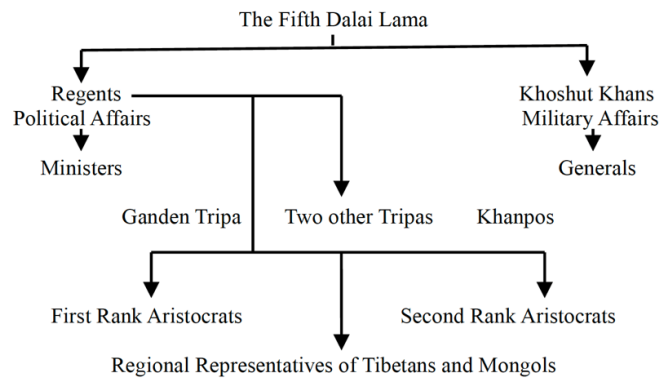 The Fifth Dalai Lama
Regents
Political Affairs
Khoshut Khans
Military Affairs
Ministers
Generals
Ganden Tripa
Two other Tripas
Khanpos
First Rank Aristocrats
Second Rank Aristocrats
Regional Representatives of Tibetans and Mongols